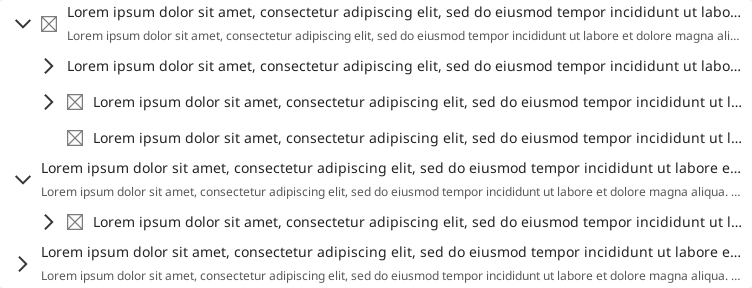 Lorem ipsum dolor sit amet, consectetur adipiscing elit, sed do eiusmod tempor incididunt ut labo...
Lorem ipsum dolor sit amet, consectetur adipiscing elit, sed do eiusmod tempor incididunt ut labore et dolore magna ali...
Lorem ipsum dolor sit amet, consectetur adipiscing elit, sed do eiusmod tempor incididunt ut labo...
Lorem ipsum dolor sit amet, consectetur adipiscing elit, sed do eiusmod tempor incididunt ut l...
Lorem ipsum dolor sit amet, consectetur adipiscing elit, sed do eiusmod tempor incididunt ut l...
Lorem ipsum dolor sit amet, consectetur adipiscing elit, sed do eiusmod tempor incididunt ut labore e...
Lorem ipsum dolor sit amet, consectetur adipiscing elit, sed do eiusmod tempor incididunt ut labore et dolore magna aliqua. ...
Lorem ipsum dolor sit amet, consectetur adipiscing elit, sed do eiusmod tempor incididunt ut l...
Lorem ipsum dolor sit amet, consectetur adipiscing elit, sed do eiusmod tempor incididunt ut labore e...
Lorem ipsum dolor sit amet, consectetur adipiscing elit, sed do eiusmod tempor incididunt ut labore et dolore magna aliqua. ...